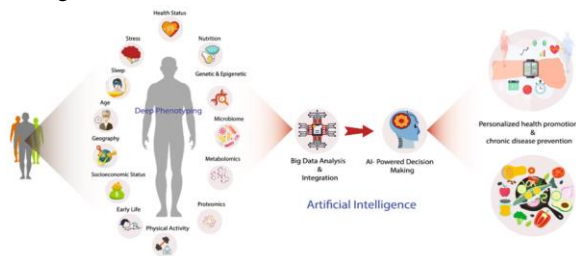 Health Status
Stress
Nutrition
Sleep
Genetic & Epigenetic
Deep Phenotyping
Age
Microbiome
Geography
Metabolomics
Socioeconomic Status
Early Life
Proteomics
Physical Activity
Big Data Analysis
&
Integration
AI- Powered Decision
Making
Artificial Intelligence
Personalized health promotion
&
chronic disease prevention